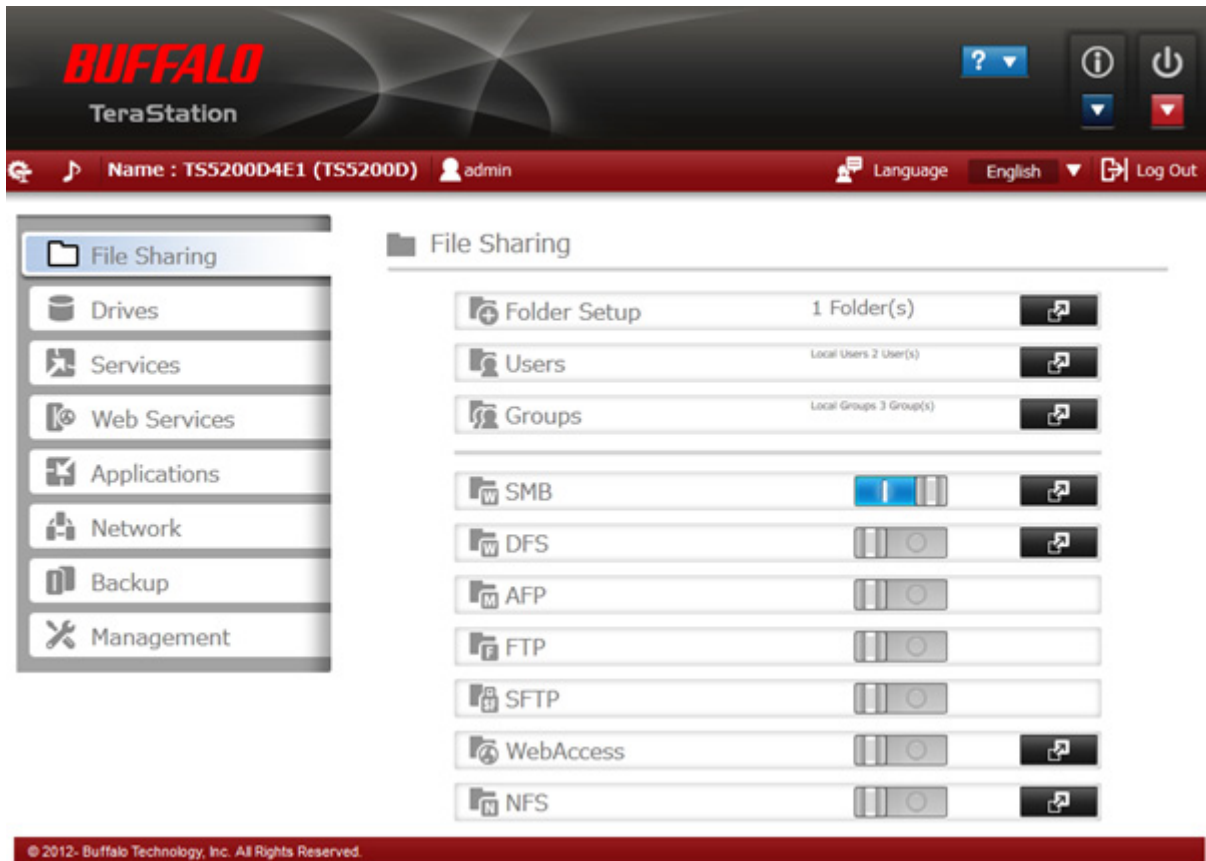 BUFFALO
TeraStation
?
Name : TS5200D4E1 (TS5200D)
admin
Language
English
Log Out
File Sharing
Drives
Services
Web Services
Applications
Network
Backup
Management
File Sharing
Folder Setup 1 Folder(s)
Users Local Users 2 User(s)
Groups Local Groups 3 Group(s)
SMB
DFS
AFP
FTP
SFTP
WebAccess
NFS
© 2012- Buffalo Technology, Inc. All Rights Reserved.